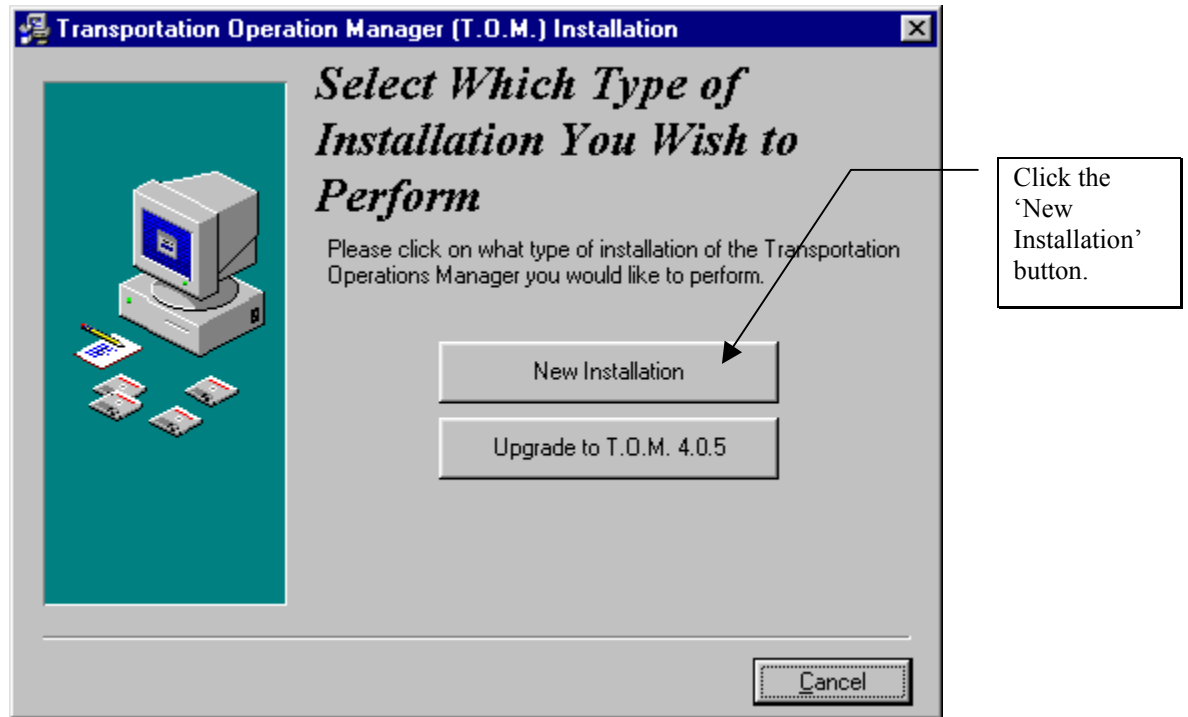 Transportation Operation Manager (T.O.M.) Installation
Select Which Type of
Installation You Wish to
Perform
Please click on what type of installation of the Transportation
Operations Manager you would like to perform.
New Installation
Upgrade to T.O.M. 4.0.5
Cancel
Click the
‘New
Installation’
button.